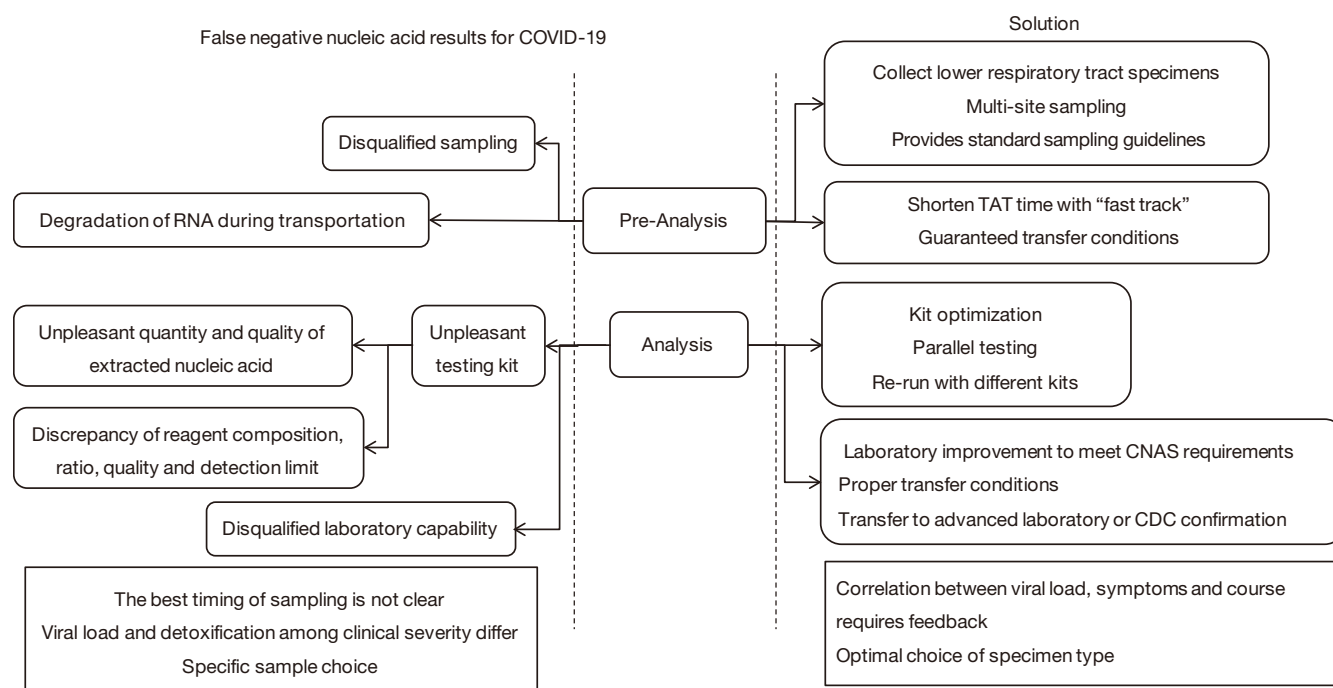 False negative nucleic acid results for COVID-19
Solution
Disqualified sampling
Degradation of RNA during transportation
Pre-Analysis
Collect lower respiratory tract specimens
Multi-site sampling
Provides standard sampling guidelines
Shorten TAT time with “fast track”
Guaranteed transfer conditions
Unpleasant quantity and quality of
extracted nucleic acid
Unpleasant
testing kit
Analysis
Discrepancy of reagent composition,
ratio, quality and detection limit
Disqualified laboratory capability
Kit optimization
Parallel testing
Re-run with different kits
Laboratory improvement to meet CNAS requirements
Proper transfer conditions
Transfer to advanced laboratory or CDC confirmation
The best timing of sampling is not clear
Viral load and detoxification among clinical severity differ
Specific sample choice
Correlation between viral load, symptoms and course
requires feedback
Optimal choice of specimen type